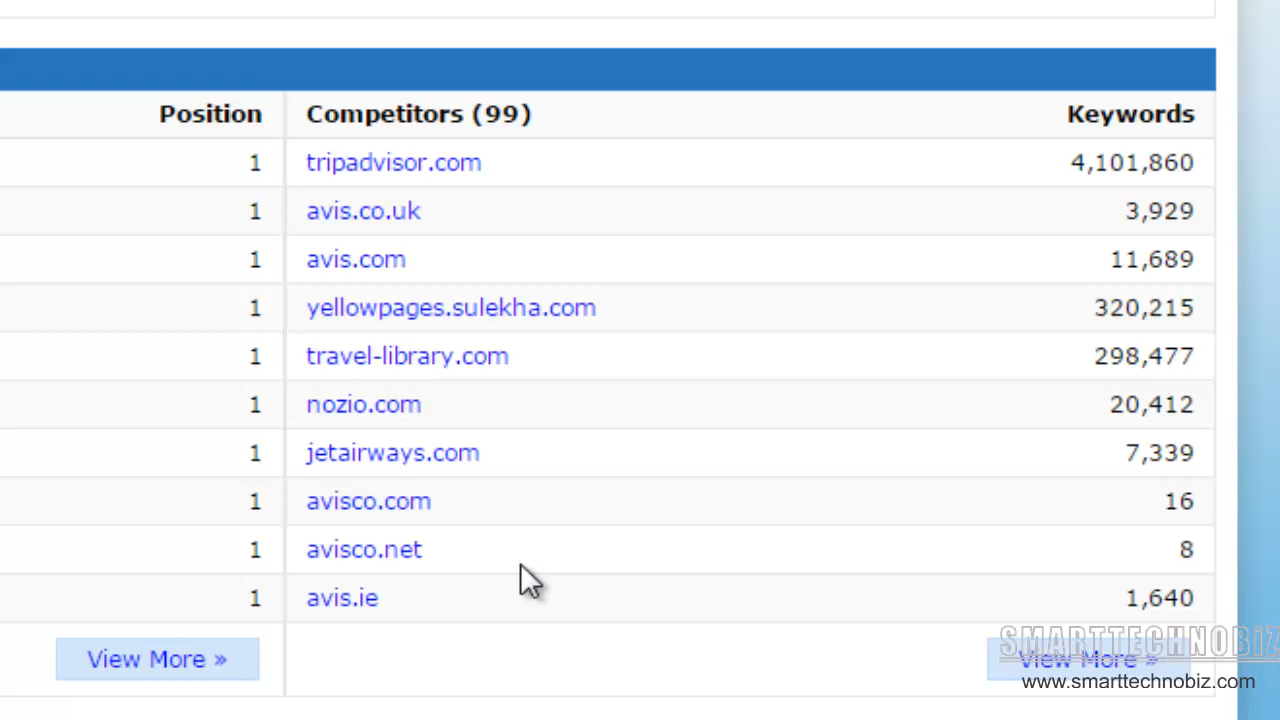 Position Competitors (99) Keywords
1 tripadvisor.com 4,101,860
1 avis.co.uk 3,929
1 avis.com 11,689
1 yellowpages.sulekha.com 320,215
1 travel-library.com 298,477
1 nozio.com 20,412
1 jetairways.com 7,339
1 avisco.com 16
1 avisco.net 8
1 avis.ie 1,640
View More » View More »
SMARTTECHNOBIZ
www.smarttechnobiz.com